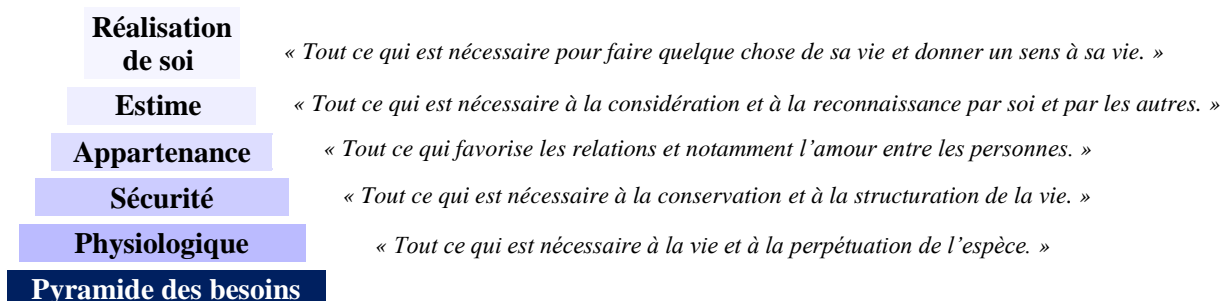 Réalisation
de soi
« Tout ce qui est nécessaire pour faire quelque chose de sa vie et donner un sens à sa vie. »
Estime
« Tout ce qui est nécessaire à la considération et à la reconnaissance par soi et par les autres. »
Appartenance
« Tout ce qui favorise les relations et notamment l’amour entre les personnes. »
Sécurité
« Tout ce qui est nécessaire à la conservation et à la structuration de la vie. »
Physiologique
« Tout ce qui est nécessaire à la vie et à la perpétuation de l’espèce. »
Pyramide des besoins